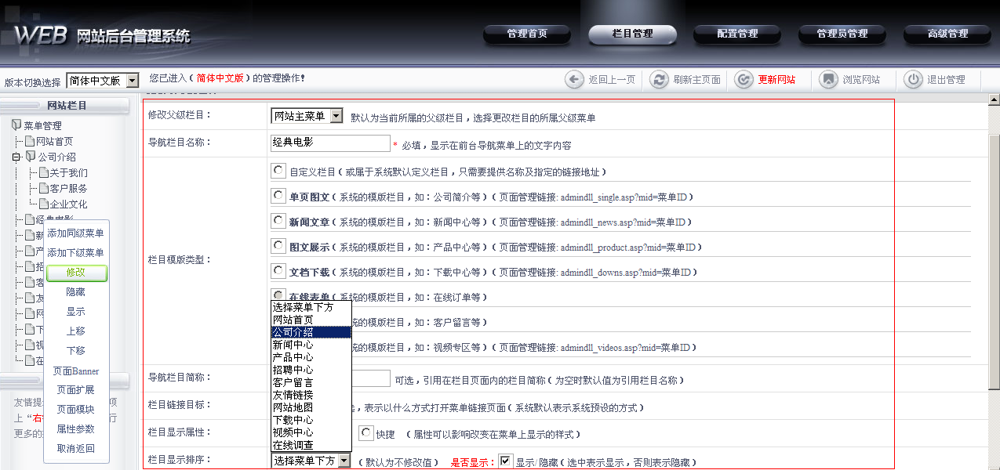 WEB 网站后台管理系统
管理首页
栏目管理
配置管理
管理员管理
高级管理
版本切换选择
简体中文版
您已进入(简体中文版)的管理操作!
返回上一页
刷新主页面
更新网站
浏览网站
退出管理
网站栏目
菜单管理
网站首页
公司介绍
关于我们
客户服务
企业文化
经典电影
添加同级菜单
添加下级菜单
修改
隐藏
显示
上移
下移
页面Banner
页面扩展
页面模块
属性参数
取消返回
友情提
项
上“右
行
更多的
修改父级栏目:
网站主菜单
默认为当前所属的父级栏目,选择更改栏目的所属父级菜单
导航栏目名称:
经典电影
* 必填,显示在前台导航菜单上的文字内容
栏目模版类型:
自定义栏目(或属于系统默认定义栏目,只需要提供名称及指定的链接地址)
单页图文(系统的模版栏目,如:公司简介等)(页面管理链接: admindll_single.asp?mid=菜单ID)
新闻文章(系统的模版栏目,如:新闻中心等)(页面管理链接: admindll_news.asp?mid=菜单ID)
图文展示(系统的模版栏目,如:产品中心等)(页面管理链接: admindll_product.asp?mid=菜单ID)
文档下载(系统的模版栏目,如:下载中心等)(页面管理链接: admindll_downs.asp?mid=菜单ID)
在线表单(系统的模版栏目,如:在线订单等)
统的模版栏目,如:客户留言等)
统的模版栏目,如:视频专区等)(页面管理链接: admindll_videos.asp?mid=菜单ID)
选择菜单下方
网站首页
公司介绍
新闻中心
产品中心
招聘中心
客户留言
友情链接
网站地图
下载中心
视频中心
在线调查
导航栏目简称:
可选,引用在栏目页面内的栏目简称(为空时默认值为引用栏目名称)
栏目链接目标:
,表示以什么方式打开菜单链接页面(系统默认表示系统预设的方式)
栏目显示属性:
快捷 (属性可以影响改变在菜单上显示的样式)
栏目显示排序:
选择菜单下方
(默认为不修改值) 是否显示: 显示/隐藏(选中表示显示,否则表示隐藏)